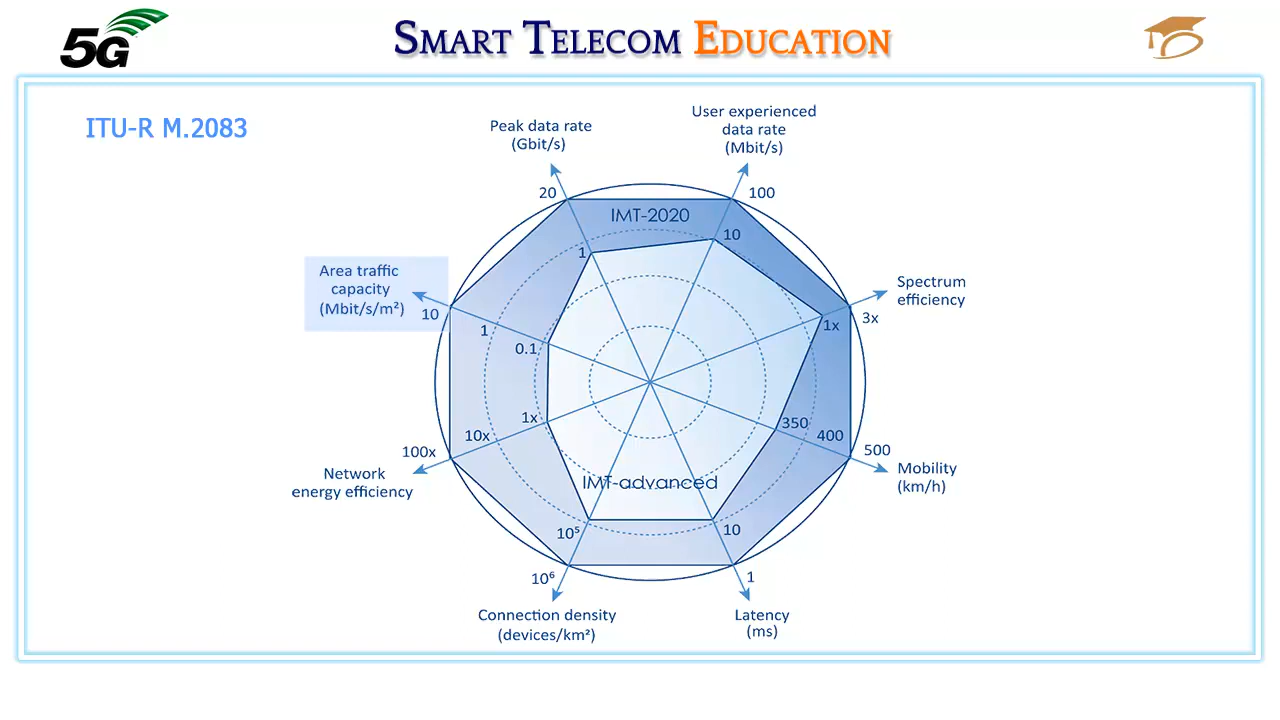 5G
SMART TELECOM EDUCATION
ITU-R M.2083
Peak data rate
(Gbit/s)
User experienced
data rate
(Mbit/s)
20
100
IMT-2020
1
10
Area traffic
capacity
(Mbit/s/m²)
10
1
0.1
Spectrum
efficiency
1x
3x
1x
10x
100x
Network
energy efficiency
350
400
500
Mobility
(km/h)
IMT-advanced
10⁵
10
10⁶
1
Connection density
(devices/km²)
Latency
(ms)